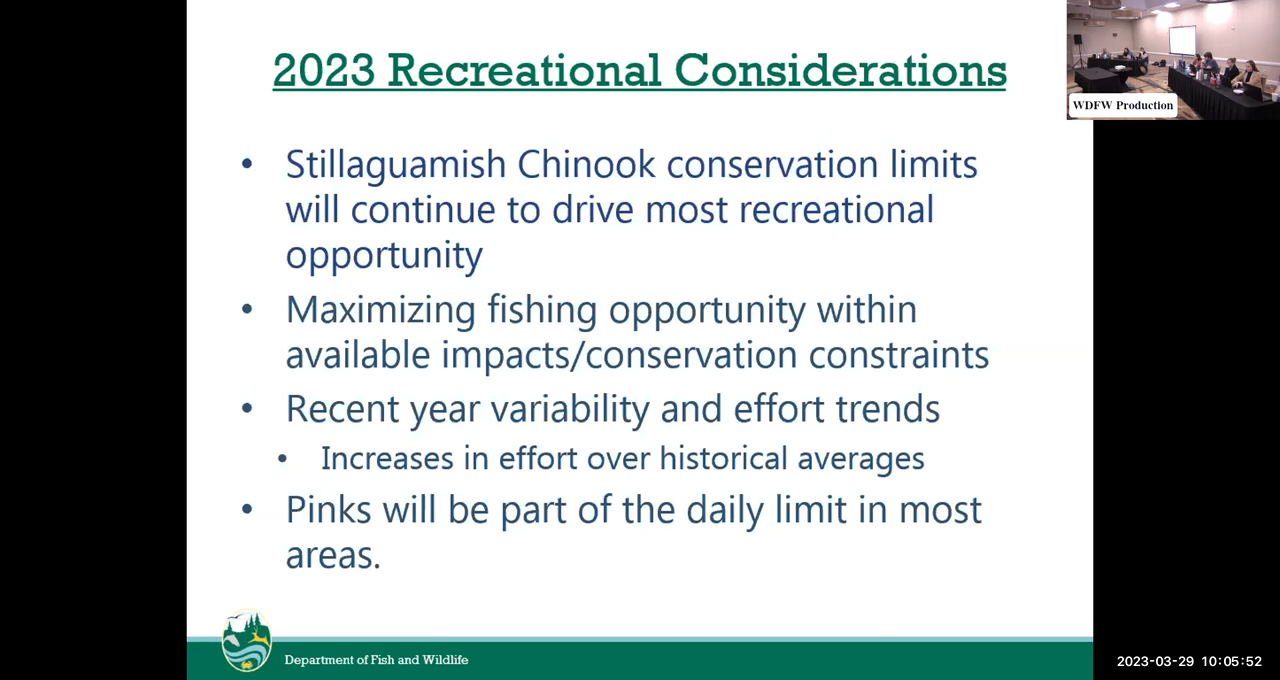 2023 Recreational Considerations
WDFW Production
• Stillaguamish Chinook conservation limits
will continue to drive most recreational
opportunity
• Maximizing fishing opportunity within
available impacts/conservation constraints
• Recent year variability and effort trends
• Increases in effort over historical averages
• Pinks will be part of the daily limit in most
areas.
Department of Fish and Wildlife
2023-03-29 10:05:52